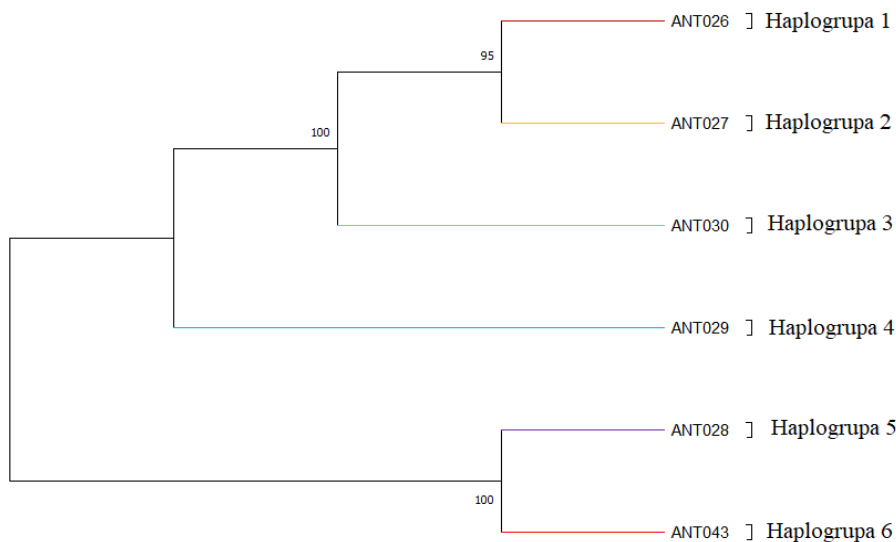 ANT026 ] Haplogrupa 1
95
ANT027 ] Haplogrupa 2
100
ANT030 ] Haplogrupa 3
ANT029 ] Haplogrupa 4
ANT028 ] Haplogrupa 5
100
ANT043 ] Haplogrupa 6